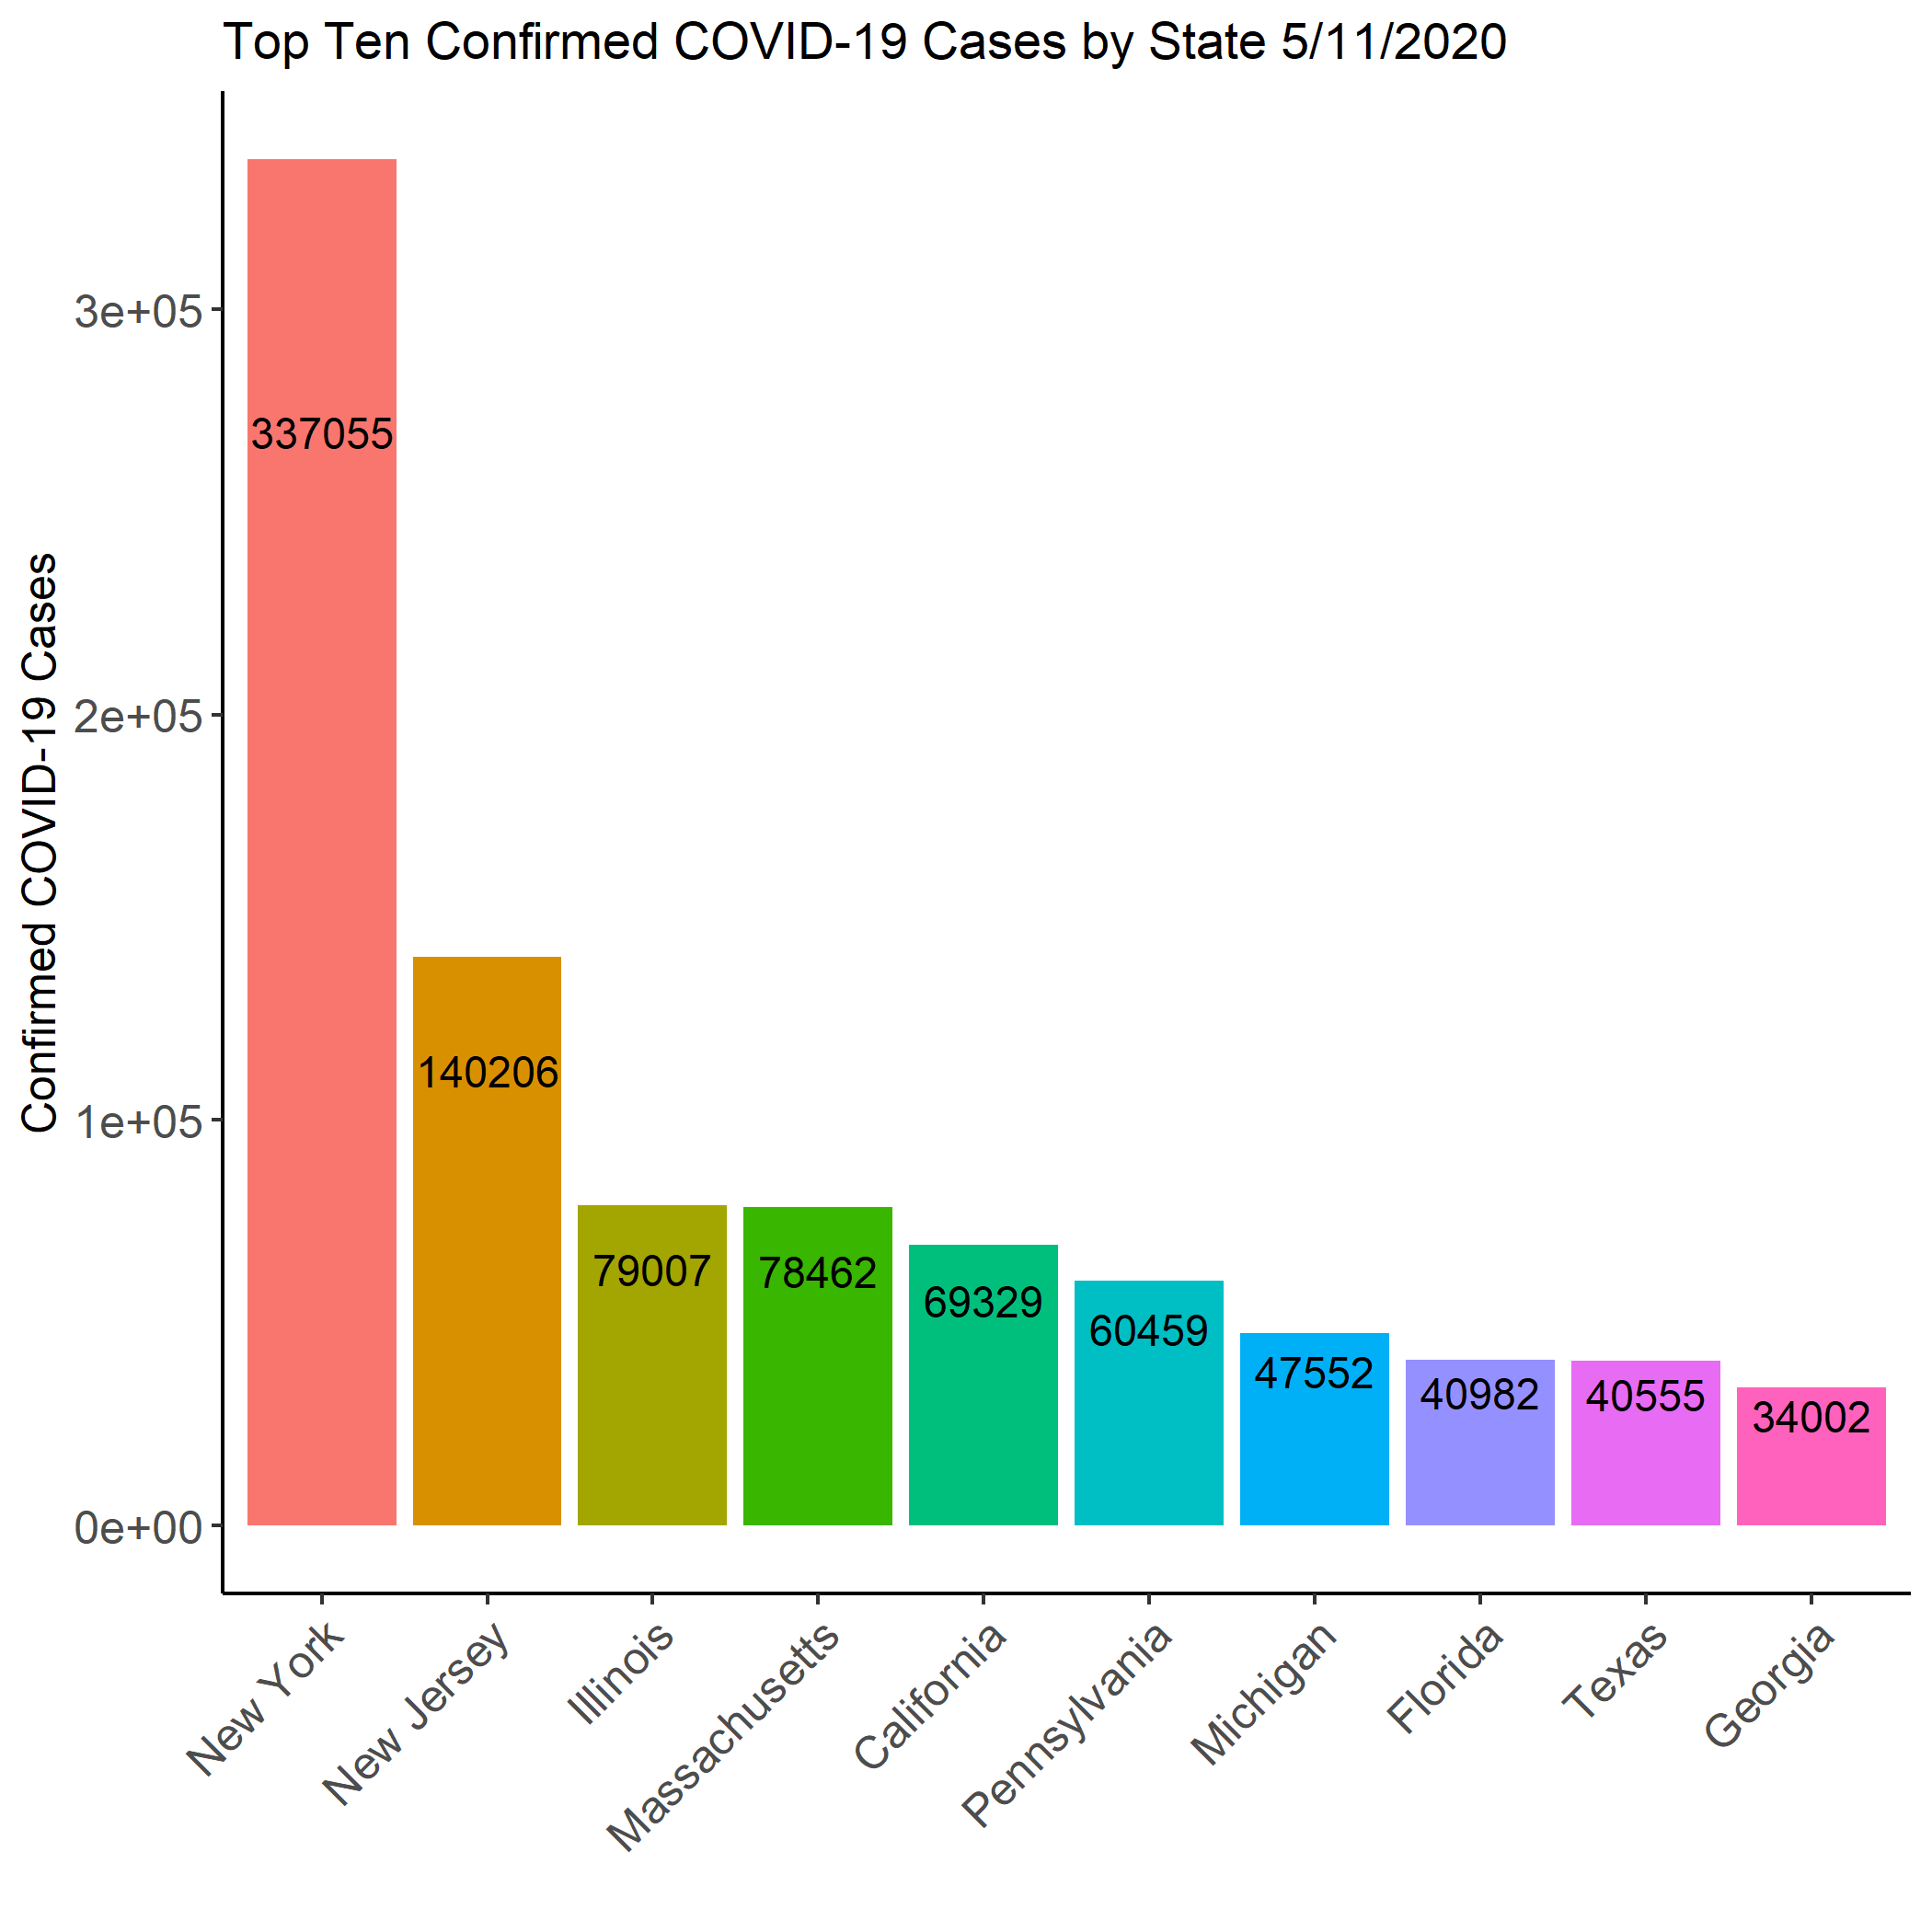 Top Ten Confirmed COVID-19 Cases by State 5/11/2020
Confirmed COVID-19 Cases
3e+05
2e+05
1e+05
0e+00
337055
140206
79007
78462
69329
60459
47552
40982
40555
34002
New York
New Jersey
Illinois
Massachusetts
California
Pennsylvania
Michigan
Florida
Texas
Georgia